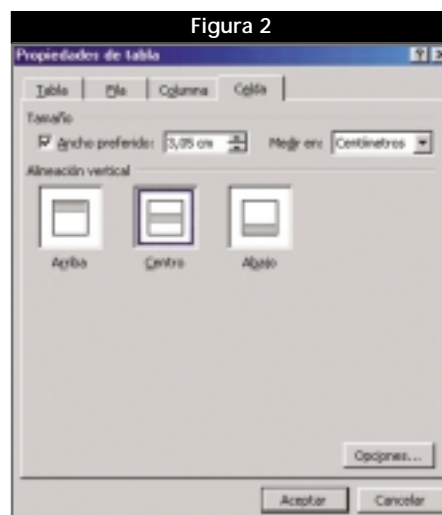 Figura 2
Propiedades de tabla
Tabla Fila Columna Celda
Tamaño
Ancho preferido: 3,05 cm Medir en: Centímetros
Alineación vertical
Arriba Centro Abajo
Opciones...
Aceptar Cancelar